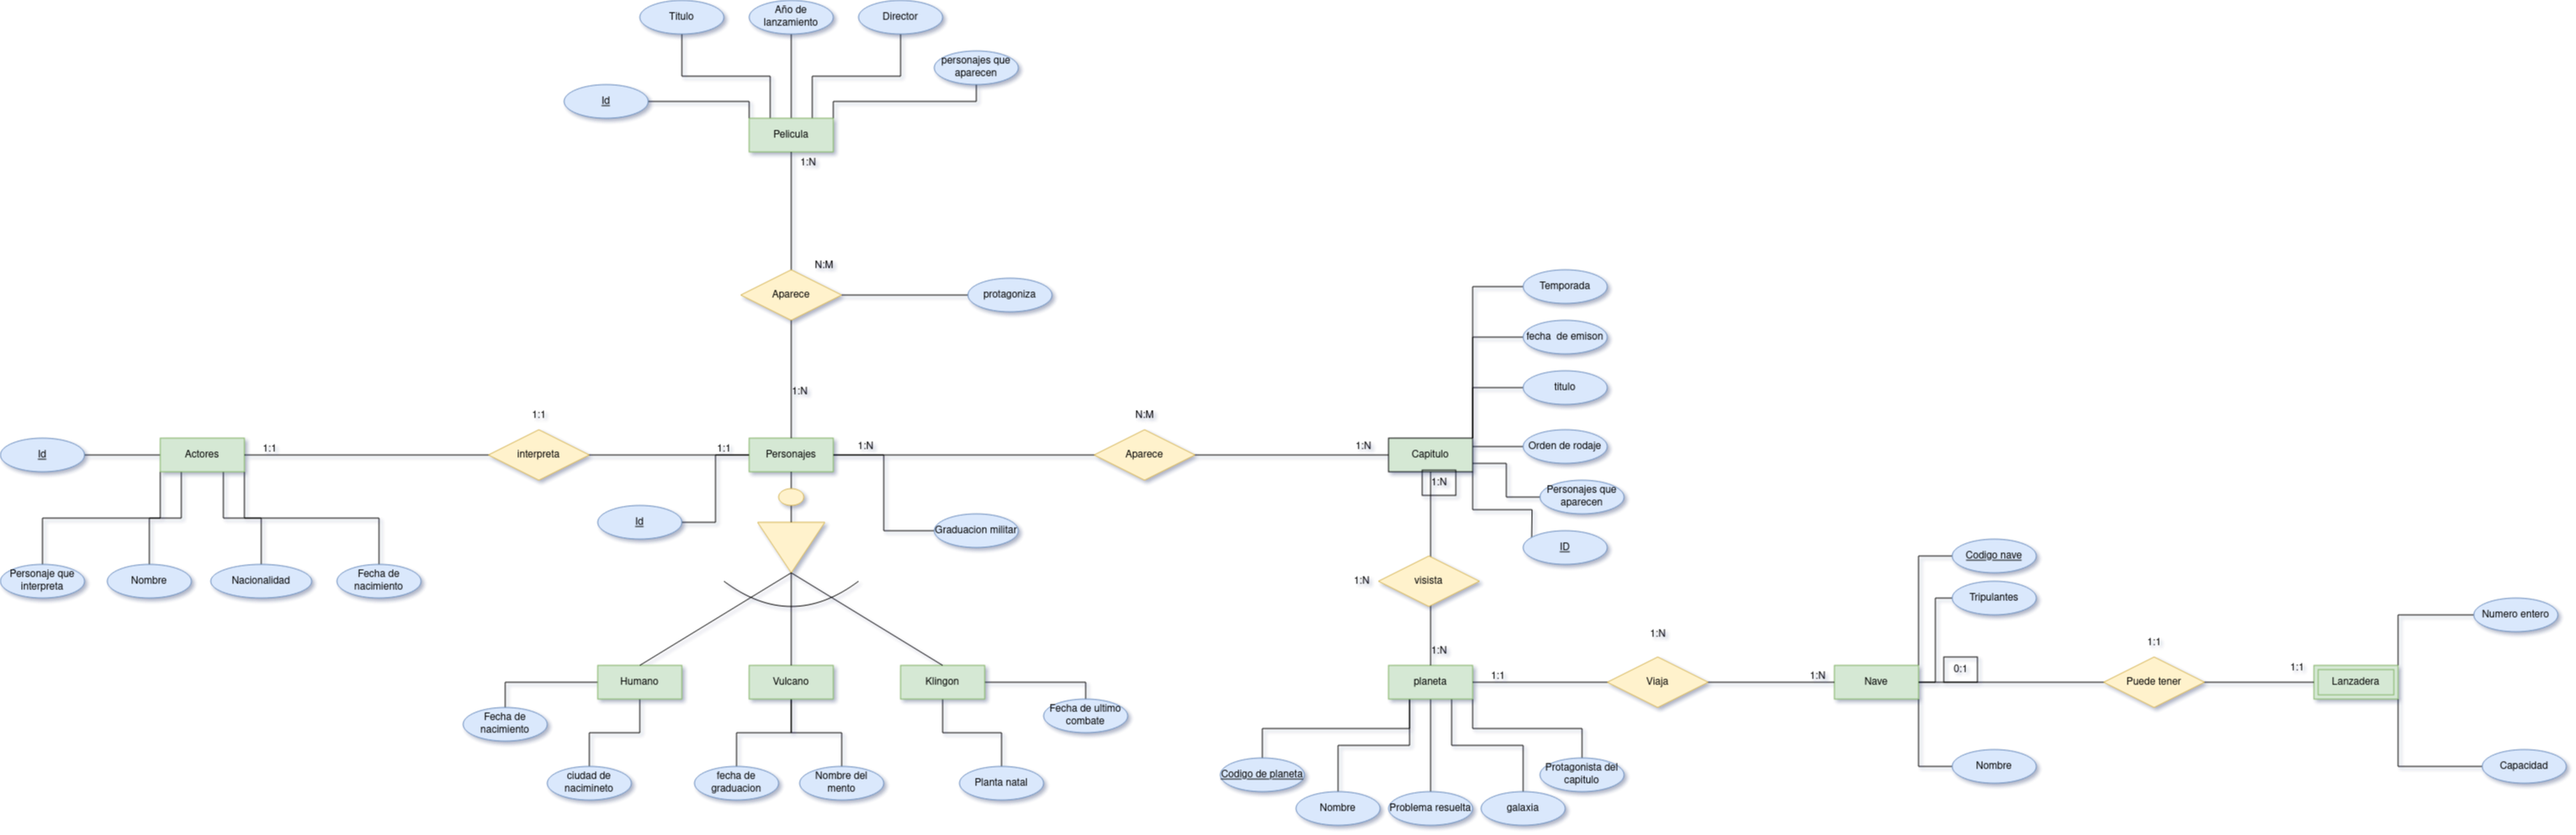 Titulo
Año de
lanzamiento
Director
personajes que
aparecen
Id
Pelicula
1:N
N:M
Aparece
protagoniza
1:N
Temporada
fecha  de emison
titulo
Orden de rodaje
Personajes que
aparecen
ID
Id
Actores
1:1
1:1
interpreta
1:1
Personajes
1:N
N:M
Aparece
1:N
Capitulo
1:N
Id
Graduacion militar
Personaje que
interpreta
Nombre
Nacionalidad
Fecha de
nacimiento
1:N
visista
1:N
Codigo nave
Tripulantes
Numero entero
Humano
Vulcano
Klingon
planeta
1:1
1:N
Viaja
1:N
Nave
0:1
1:1
Puede tener
1:1
Lanzadera
Fecha de
nacimiento
ciudad de
nacimineto
fecha de
graduacion
Nombre del
mento
Planta natal
Fecha de ultimo
combate
Codigo de planeta
Nombre
Problema resuelta
galaxia
Protagonista del
capitulo
Nombre
Capacidad